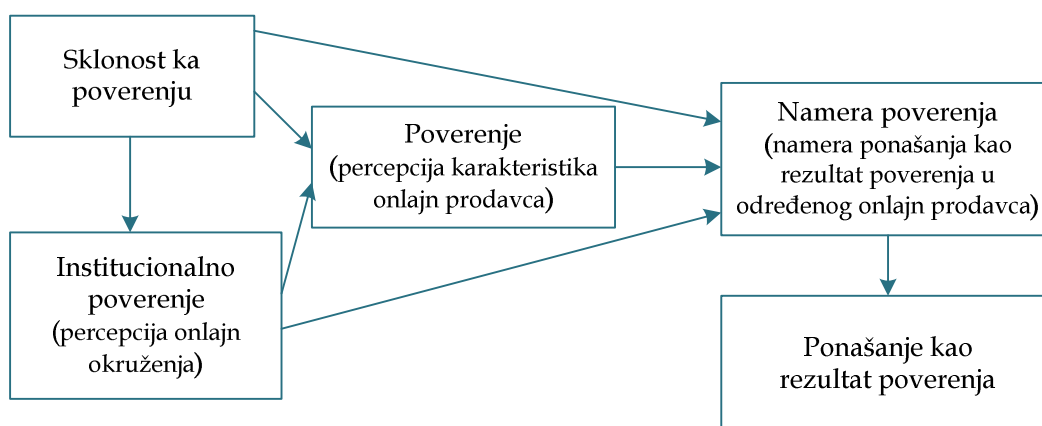 Sklonost ka
poverenju
Poverenje
(percepcija karakteristika
onlajn prodavca)
Namera poverenja
(namera ponašanja kao
rezultat poverenja u
određenog onlajn prodavca)
Institucionalno
poverenje
(percepcija onlajn
okruženja)
Ponašanje kao
rezultat poverenja